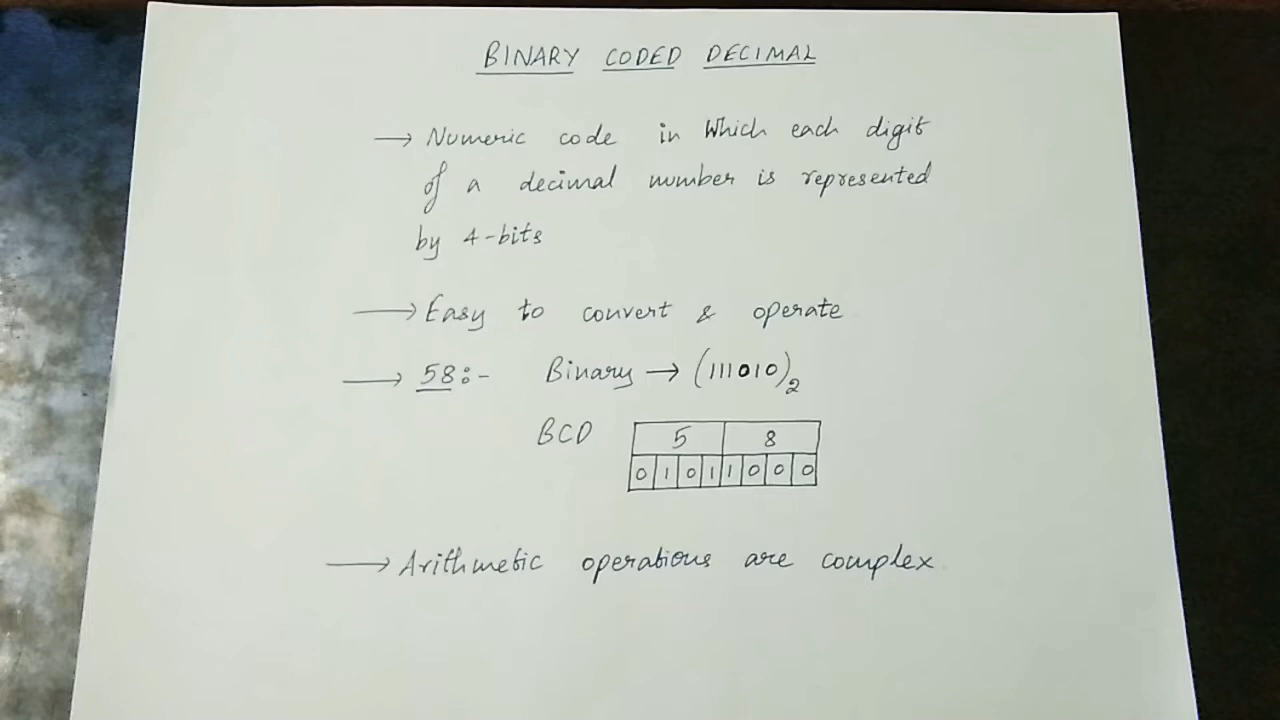 BINARY CODED DECIMAL
→ Numeric code in Which each digit
of a decimal number is represented
by 4-bits
→ Easy to convert & operate
→ 58:- Binary → (111010)₂
BCD 5 8
0 1 0 1 1 0 0 0
→ Arithmetic operations are complex